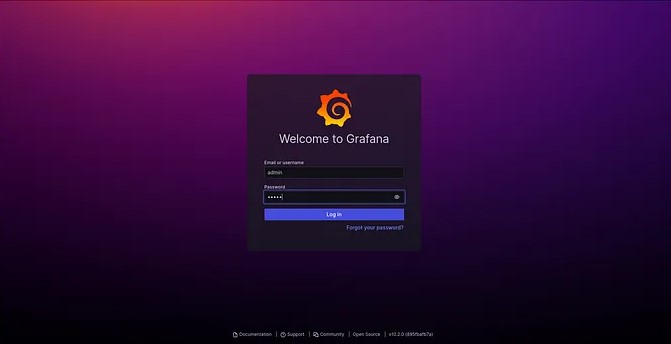 Welcome to Grafana
Email or username
admin
Password
•••••
Log in
Forgot your password?
Documentation | Support | Community | Open Source | v10.2.0 (895fbafb7a)